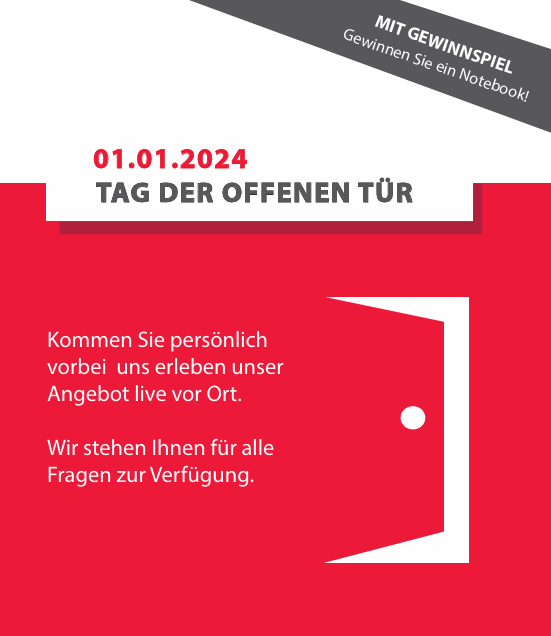 MIT GEWINNSPIEL
Gewinnen Sie ein Notebook!
01.01.2024
TAG DER OFFENEN TÜR
Kommen Sie persönlich
vorbei uns erleben unser
Angebot live vor Ort.
Wir stehen Ihnen für alle
Fragen zur Verfügung.